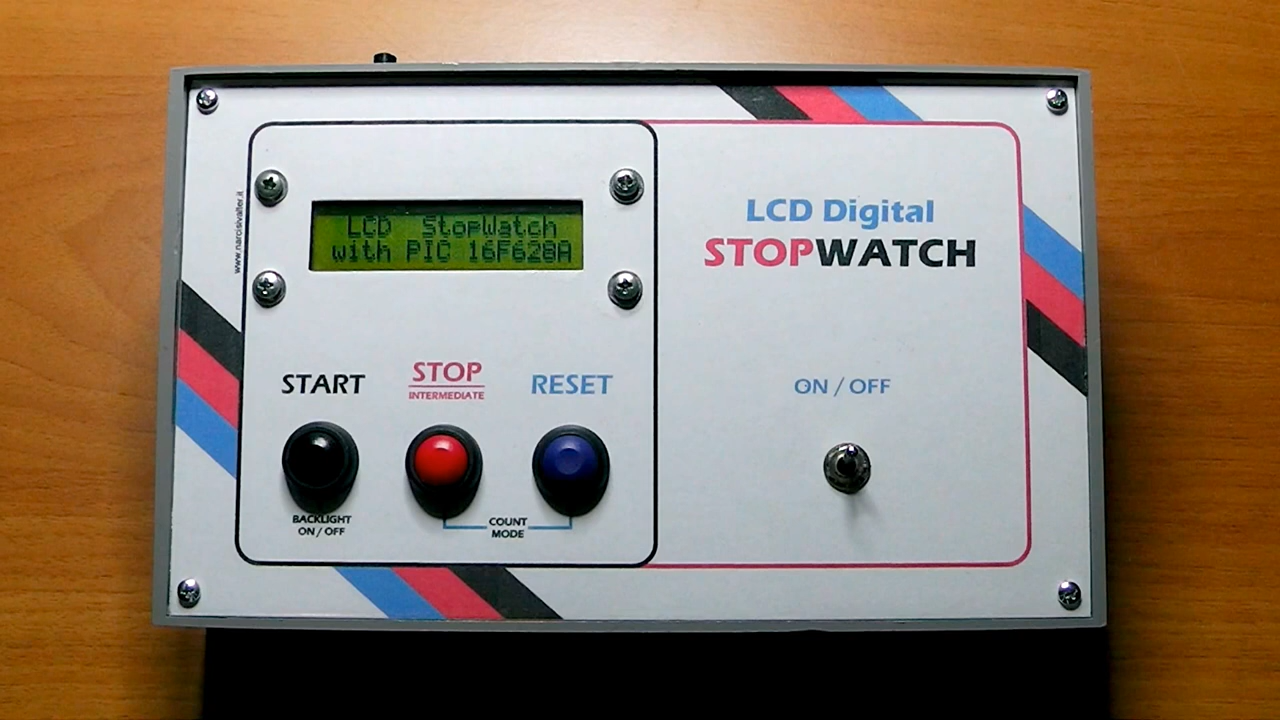 www.narcisivalter.it
LCD StopWatch
with PIC 16F628A
START
STOP
INTERMEDIATE
RESET
BACKLIGHT
ON / OFF
COUNT
MODE
LCD Digital
STOPWATCH
ON / OFF